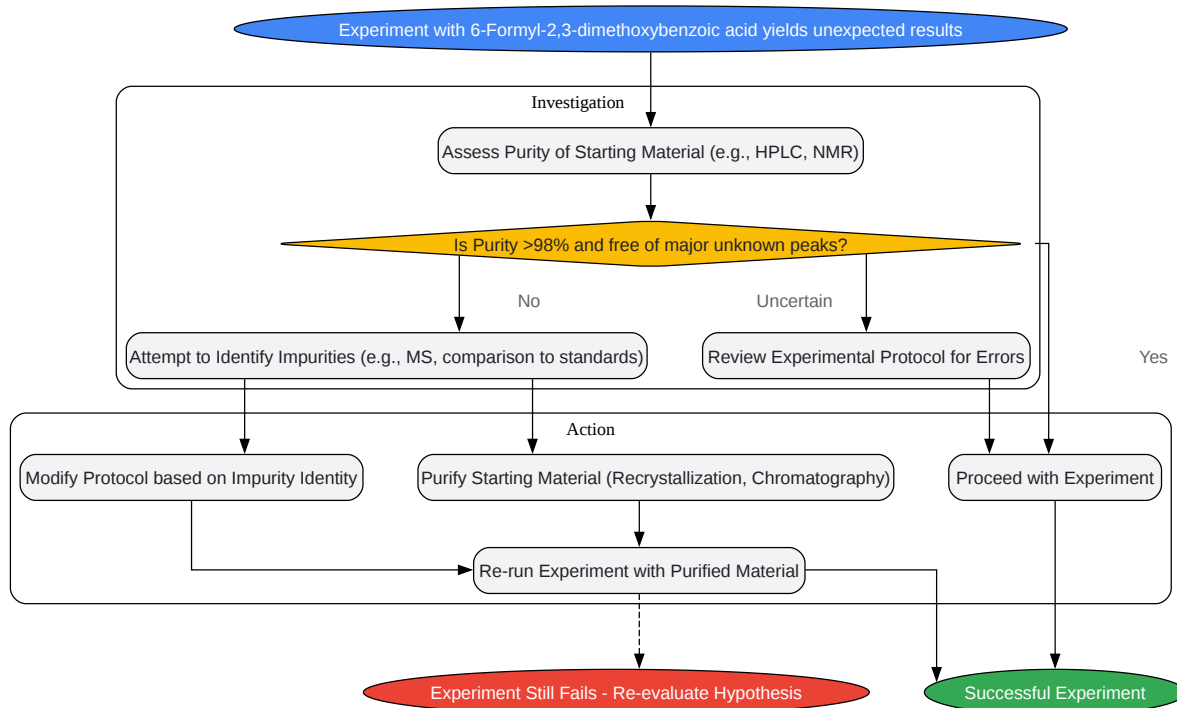 Experiment with 6-Formyl-2,3-dimethoxybenzoic acid yields unexpected results
Investigation
Assess Purity of Starting Material (e.g., HPLC, NMR)
Is Purity >98% and free of major unknown peaks?
No
Uncertain
Attempt to Identify Impurities (e.g., MS, comparison to standards)
Review Experimental Protocol for Errors
Yes
Action
Modify Protocol based on Impurity Identity
Purify Starting Material (Recrystallization, Chromatography)
Proceed with Experiment
Re-run Experiment with Purified Material
Experiment Still Fails - Re-evaluate Hypothesis
Successful Experiment